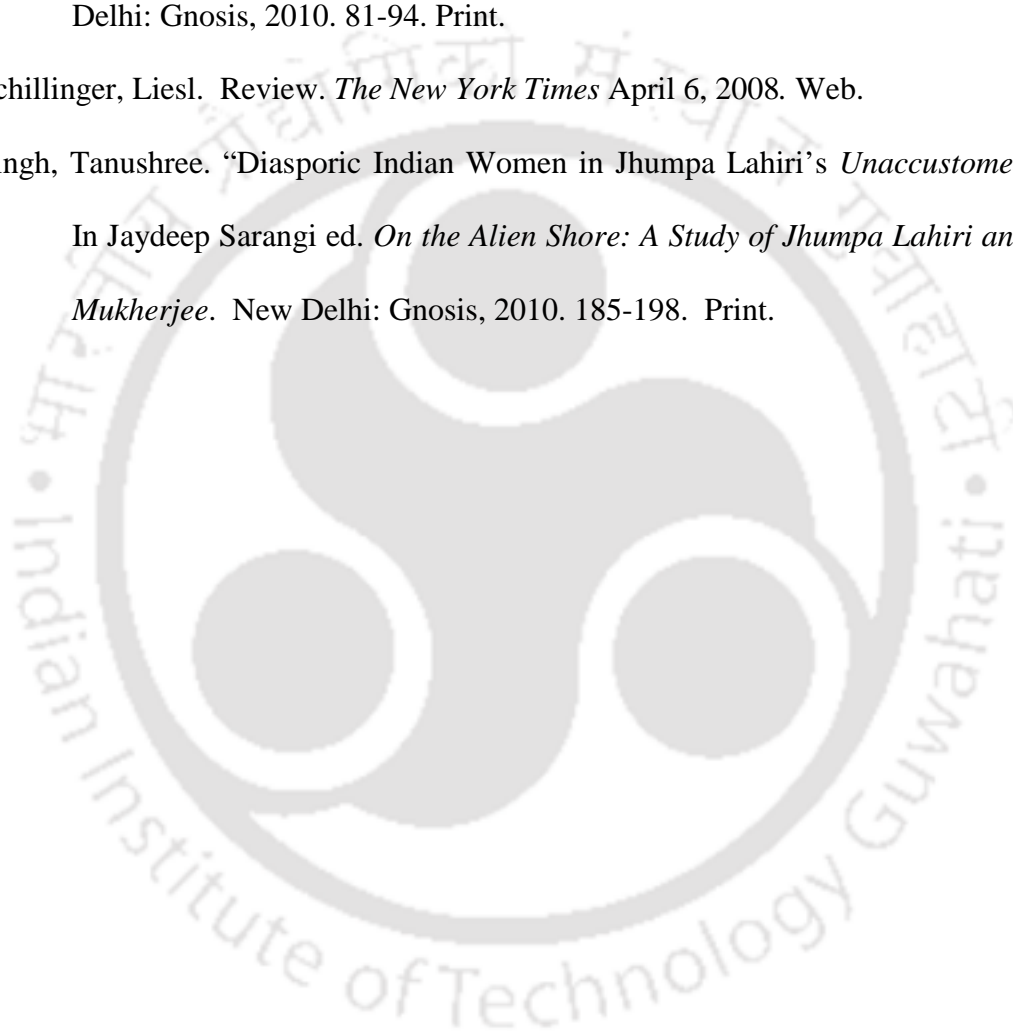 Delhi: Gnosis, 2010. 81-94. Print.
chillinger, Liesl. Review. The New York Times April 6, 2008. Web.
ingh, Tanushree. “Diasporic Indian Women in Jhumpa Lahiri’s Unaccustome
In Jaydeep Sarangi ed. On the Alien Shore: A Study of Jhumpa Lahiri an
Mukherjee. New Delhi: Gnosis, 2010. 185-198. Print.
Indian Institute of Technology Guwahati